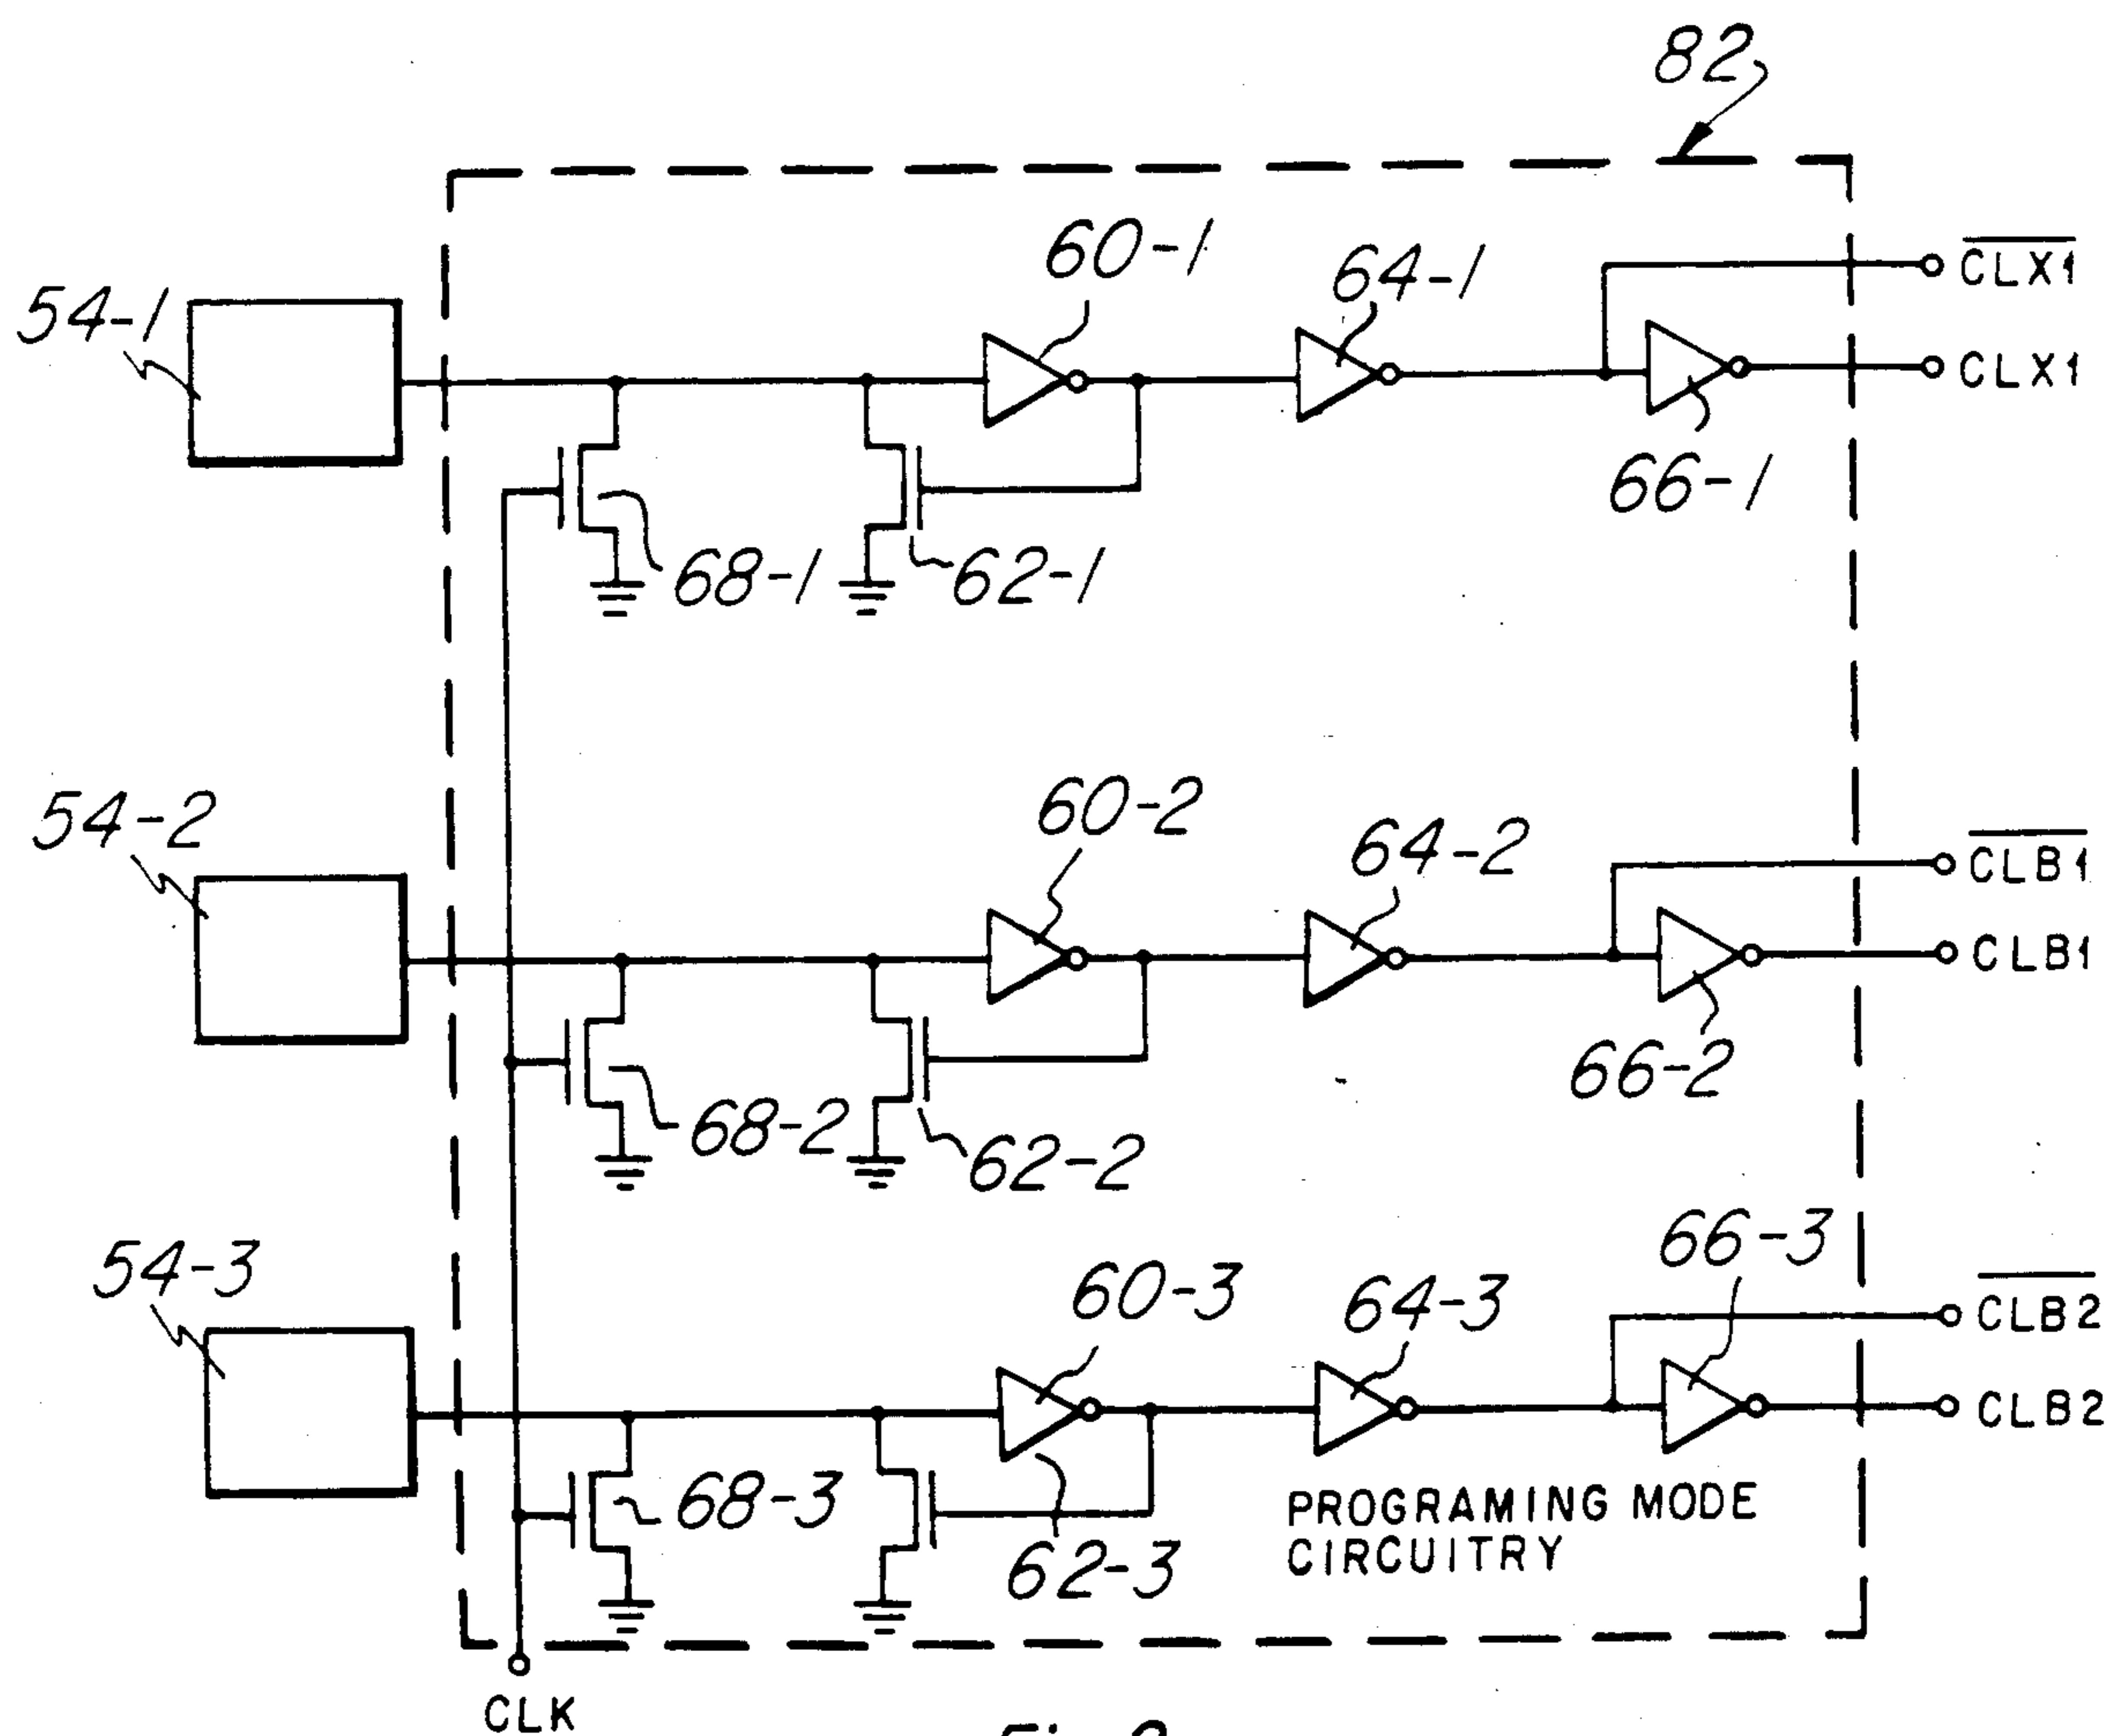 82
60-1
64-1
CLX1
54-1
CLX1
66-1
68-1
62-1
60-2
54-2
64-2
CLB1
CLB1
66-2
68-2
62-2
66-3
54-3
60-3
64-3
CLB2
CLB2
68-3
PROGRAMING MODE
CIRCUITRY
62-3
CLK